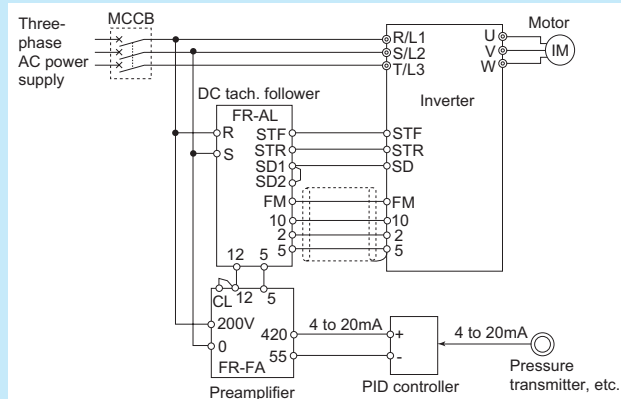 Three-
phase
AC power
supply
MCCB
R/L1
S/L2
T/L3
U
V
W
Motor
IM
Inverter
DC tach. follower
FR-AL
R
S
STF
STR
SD1
SD2
FM
10
2
5
STF
STR
SD
FM
10
2
5
12 5
CL 12 5
200V
0
420
55
FR-FA
Preamplifier
4 to 20mA
+
-
PID controller
4 to 20mA
Pressure
transmitter, etc.